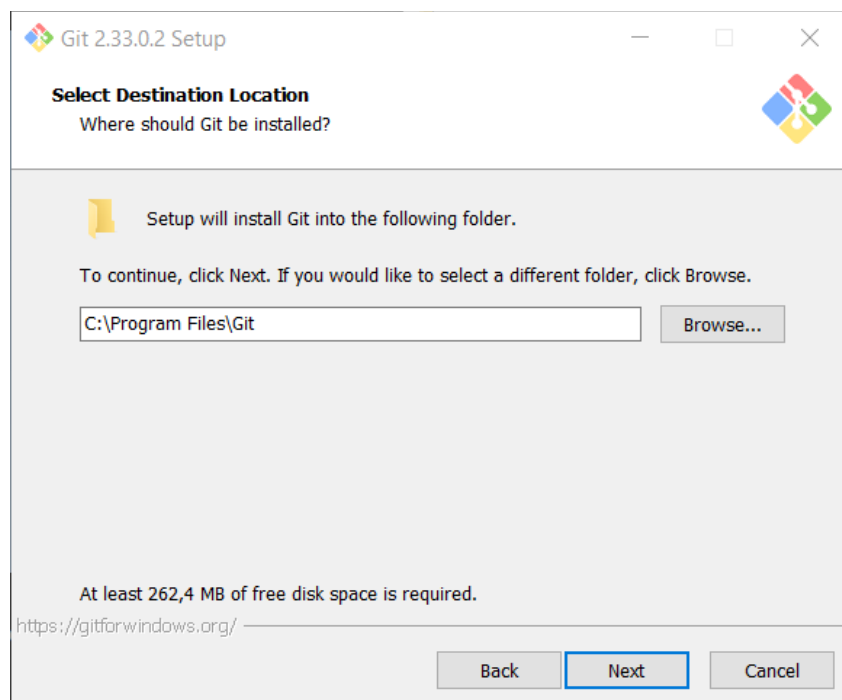 Git 2.33.0.2 Setup
Select Destination Location
Where should Git be installed?
Setup will install Git into the following folder.
To continue, click Next. If you would like to select a different folder, click Browse.
C:\Program Files\Git
Browse...
At least 262,4 MB of free disk space is required.
https://gitforwindows.org/
Back
Next
Cancel